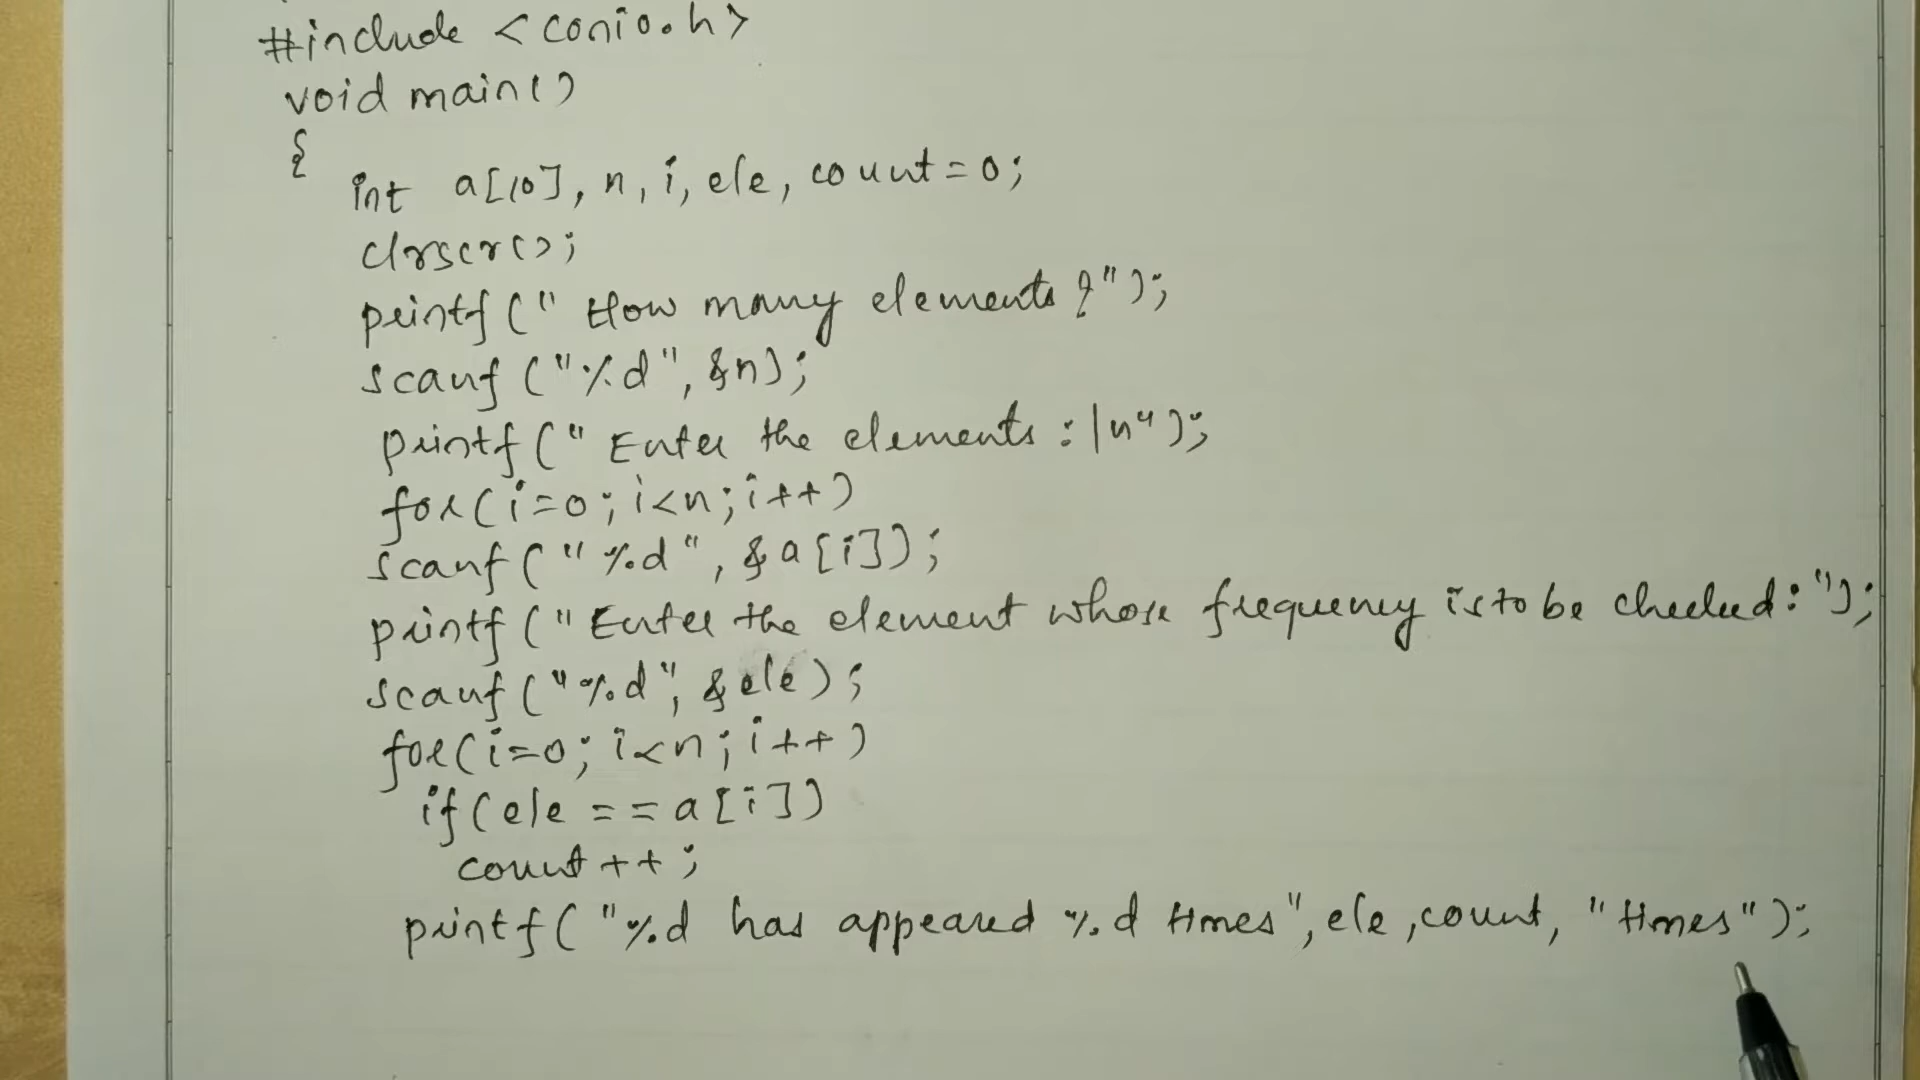 #include <conio.h>
void main()
{
int a[10], n, i, ele, count=0;
clrscr();
printf("How many elements?");
scanf("%d", &n);
printf("Enter the elements:\n");
for(i=0;i<n;i++)
scanf("%d", &a[i]);
printf("Enter the element whose frequency is to be checked:");
scanf("%d", &ele);
for(i=0; i<n; i++)
if(ele == a[i])
count++;
printf("%d has appeared %d times", ele, count, "times");